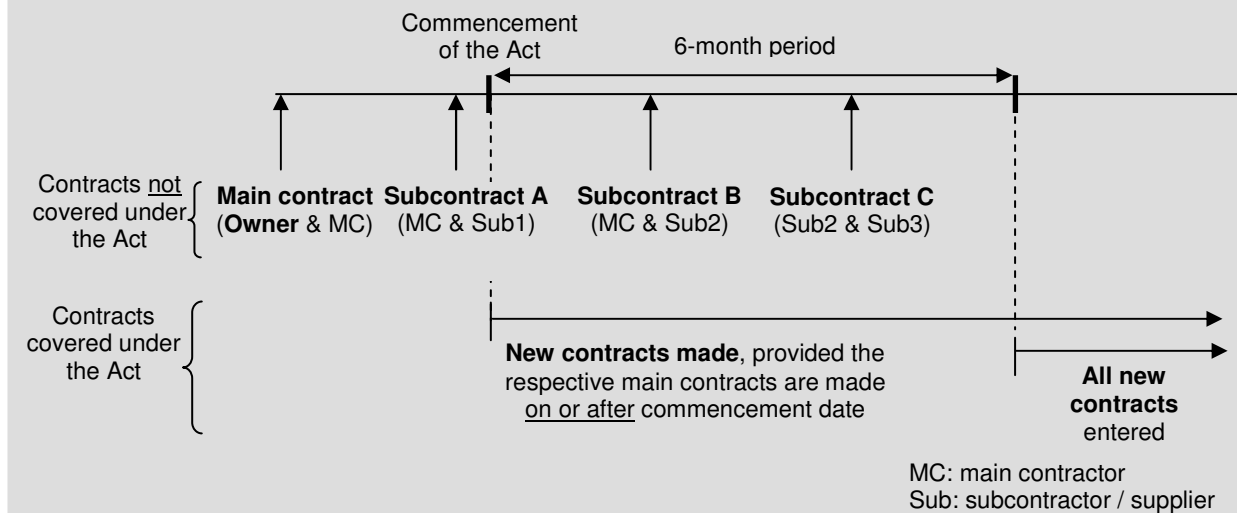 Commencement
of the Act
6-month period
Contracts not
covered under
the Act
Main contract
(Owner & MC)
Subcontract A
(MC & Sub1)
Subcontract B
(MC & Sub2)
Subcontract C
(Sub2 & Sub3)
Contracts
covered under
the Act
New contracts made, provided the
respective main contracts are made
on or after commencement date
All new
contracts
entered
MC: main contractor
Sub: subcontractor / supplier